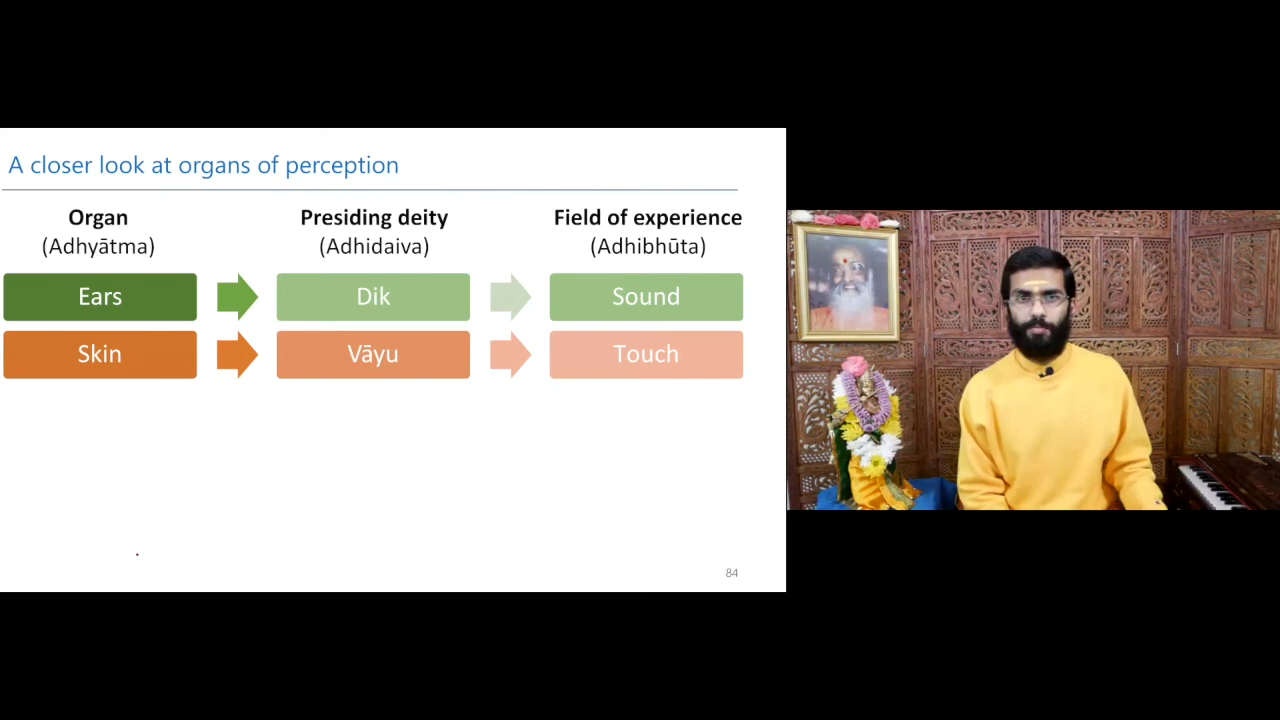 A closer look at organs of perception
Organ
(Adhyātma)
Presiding deity
(Adhidaiva)
Field of experience
(Adhibhūta)
Ears
Dik
Sound
Skin
Vāyu
Touch
84